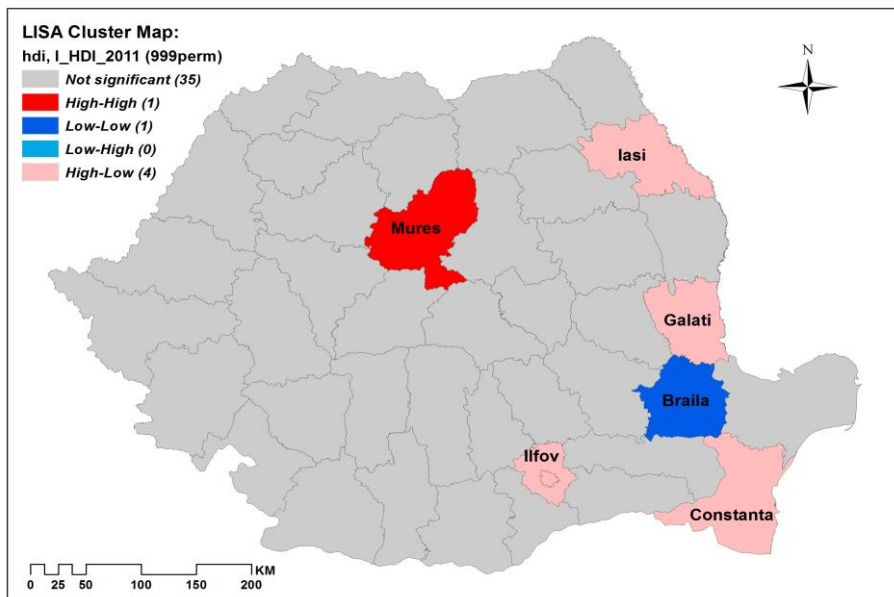 LISA Cluster Map:
hdi, I_HDI_2011 (999perm)
Not significant (35)
High-High (1)
Low-Low (1)
Low-High (0)
High-Low (4)
N
Iasi
Mures
Galati
Braila
Ilfov
Constanta
KM
0 25 50 100 150 200